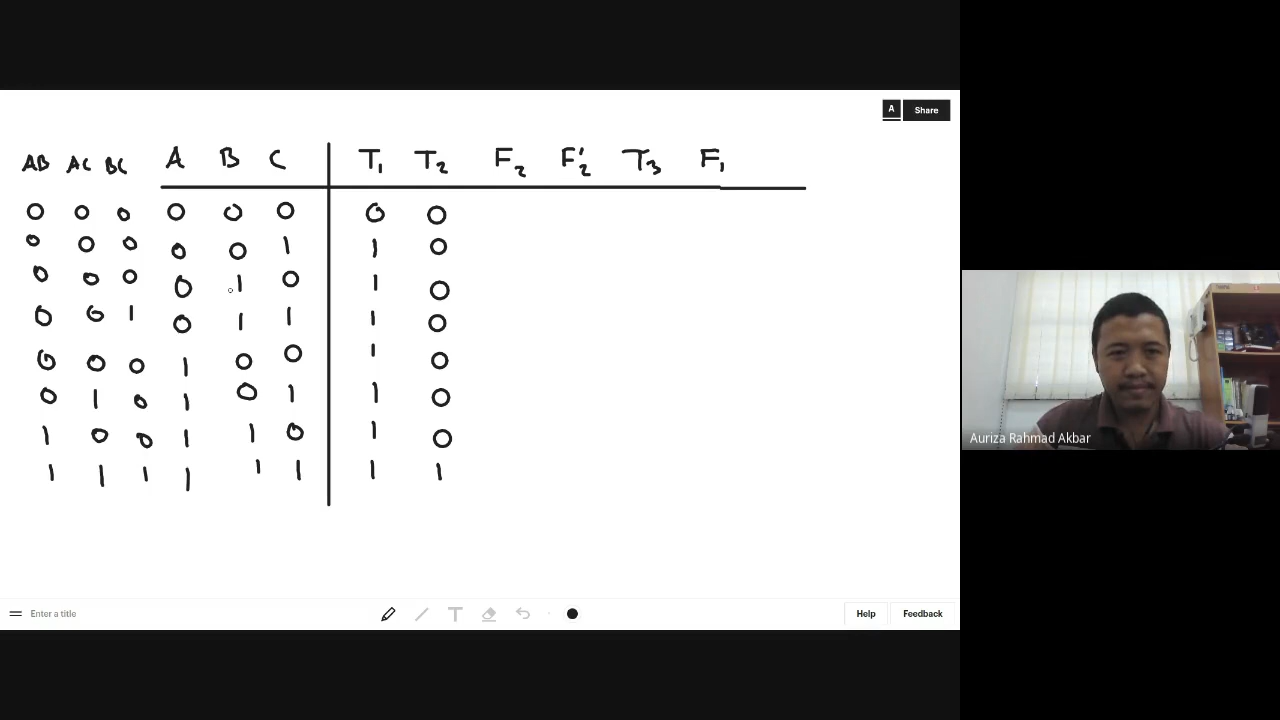 A Share
AB AC BC A B C T₁ T₂ F₂ F₂' T₃ F₁
0 0 0 0 0 0 0 0
0 0 0 0 0 1 1 0
0 0 0 0 1 0 1 0
0 0 1 0 1 1 1 0
0 0 0 1 0 0 1 0
0 1 0 1 0 1 1 0
1 0 0 1 1 0 1 0
1 1 1 1 1 1 1 1
Auriza Rahmad Akbar
Enter a title T Help Feedback